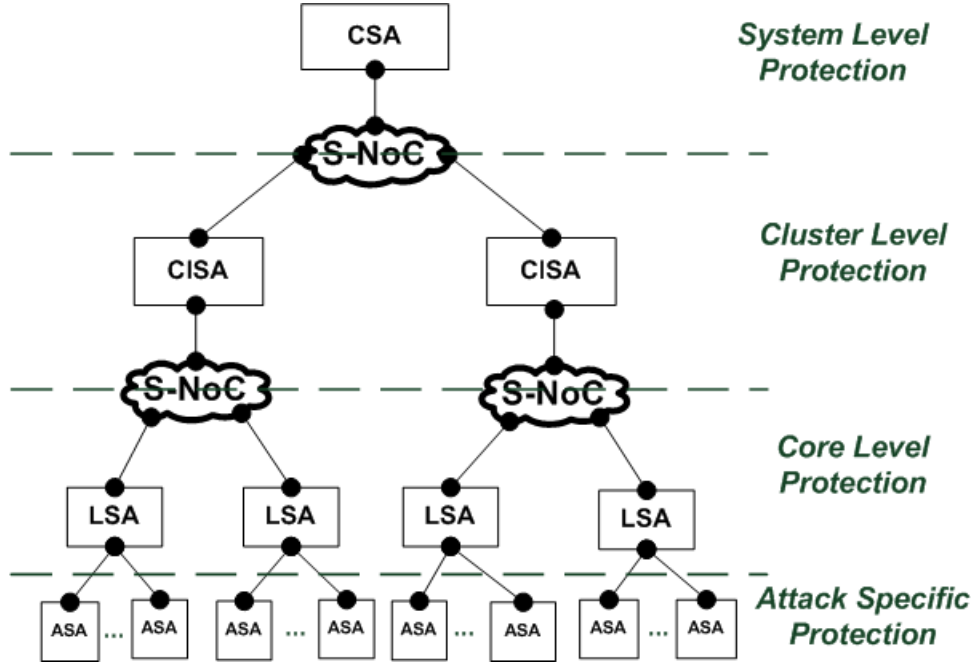 CSA
System Level
Protection
S-NoC
Cluster Level
Protection
CISA
CISA
S-NoC
S-NoC
Core Level
Protection
LSA
LSA
LSA
LSA
Attack Specific
Protection
ASA ... ASA ASA ... ASA ASA ... ASA ASA ... ASA